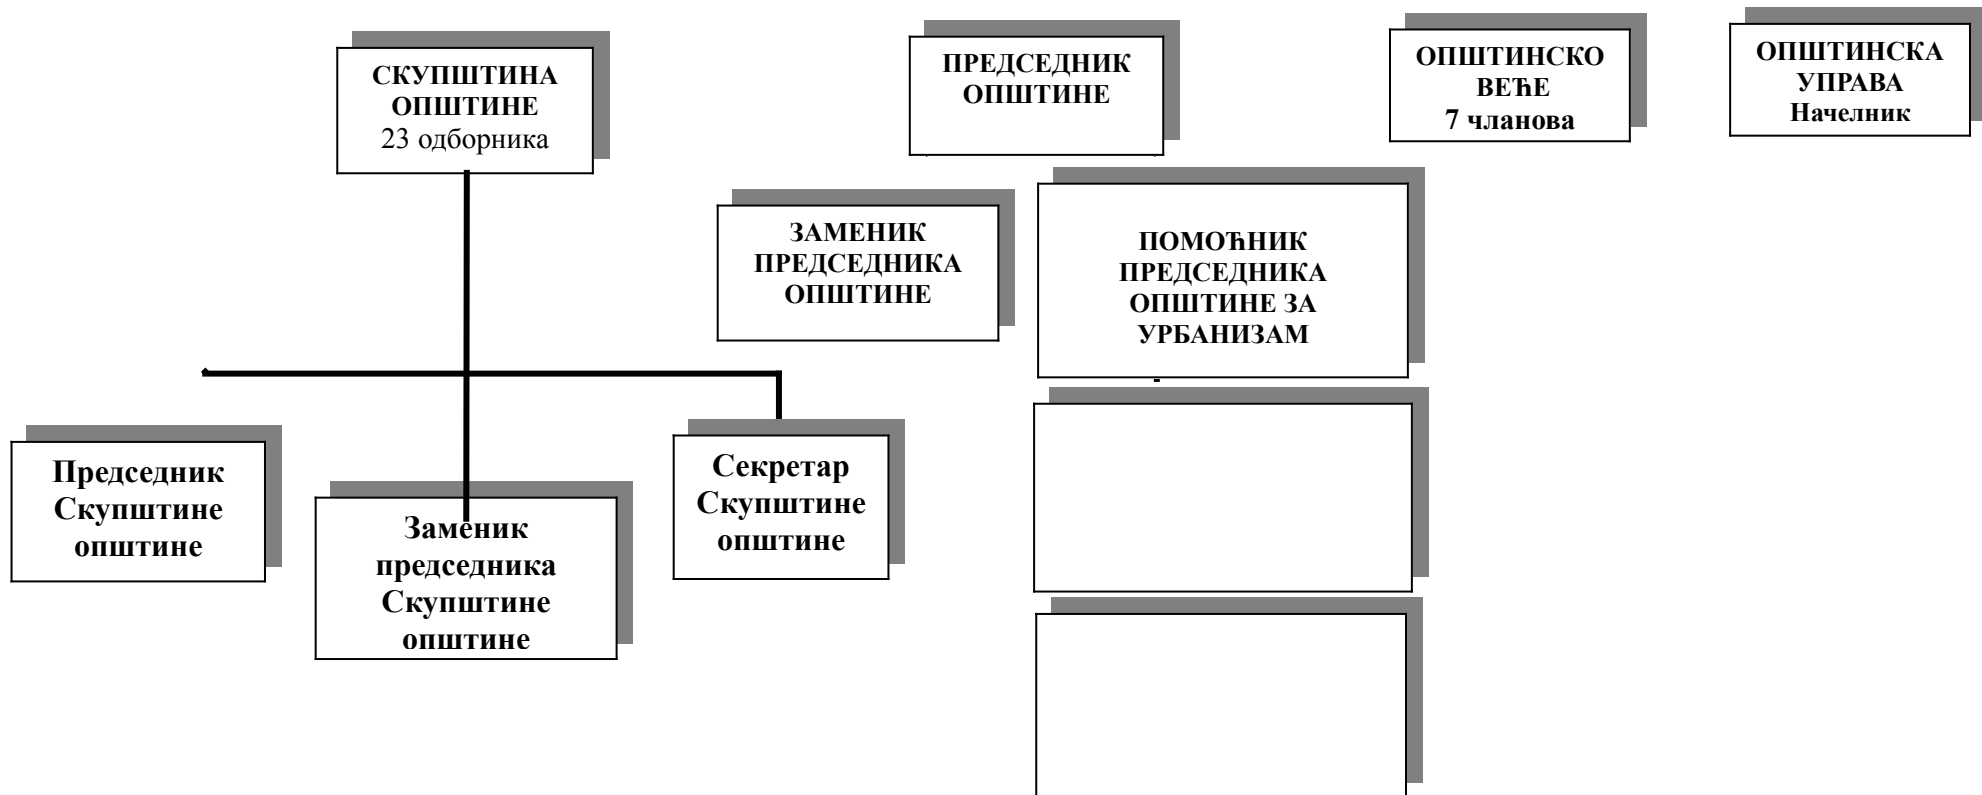 СКУПШТИНА
ОПШТИНЕ
23 одборника
ПРЕДСЕДНИК
ОПШТИНЕ
ОПШТИНСКО
ВЕЋЕ
7 чланова
ОПШТИНСКА
УПРАВА
Начелник
ЗАМЕНИК
ПРЕДСЕДНИКА
ОПШТИНЕ
ПОМОЋНИК
ПРЕДСЕДНИКА
ОПШТИНЕ ЗА
УРБАНИЗАМ
Председник
Скупштине
општине
Заменик
председника
Скупштине
општине
Секретар
Скупштине
општине